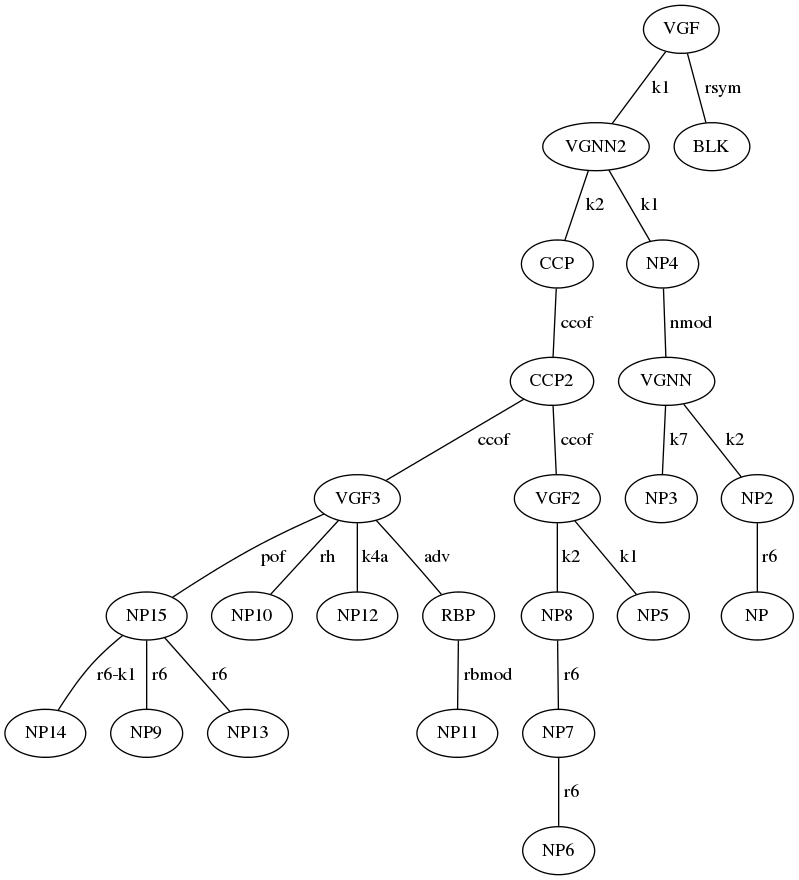 VGF
k1 rsym
VGNN2 BLK
k2 k1
CCP NP4
ccof nmod
CCP2 VGNN
ccof ccof k7 k2
VGF3 VGF2 NP3 NP2
pof rh k4a adv k2 k1 r6
NP15 NP10 NP12 RBP NP8 NP5 NP
r6-k1 r6 r6 rbmod r6
NP14 NP9 NP13 NP11 NP7
r6
NP6